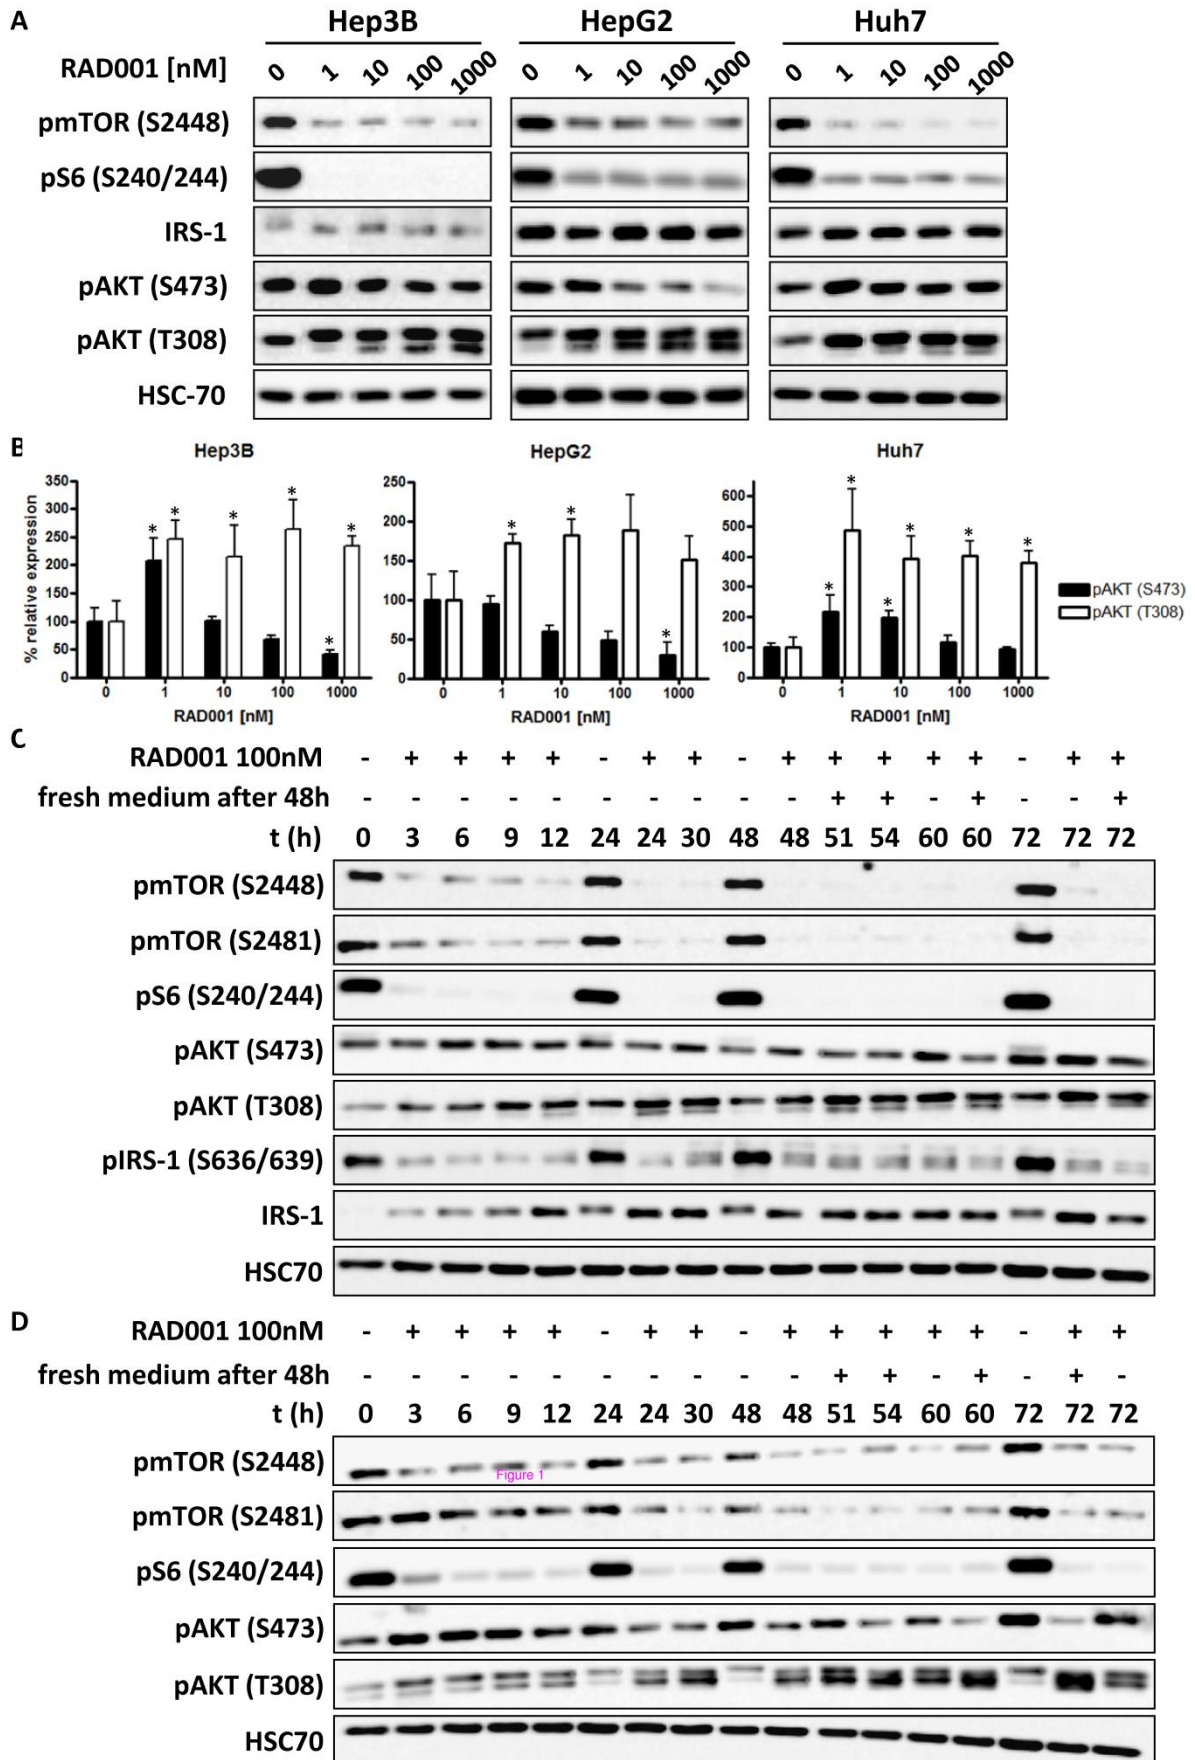 A
Hep3B HepG2 Huh7
RAD001 [nM] 0 1 10 100 1000 0 1 10 100 1000 0 1 10 100 1000
pmTOR (S2448)
pS6 (S240/244)
IRS-1
pAKT (S473)
pAKT (T308)
HSC-70
B
Hep3B HepG2 Huh7
% relative expression
350
300
250
200
150
100
50
0
0 1 10 100 1000
RAD001 [nM]
* * * * * *
250
200
150
100
50
0
0 1 10 100 1000
RAD001 [nM]
* * *
600
500
400
300
200
100
0
0 1 10 100 1000
RAD001 [nM]
* * * * * *
pAKT (S473)
pAKT (T308)
C
RAD001 100nM - + + + + - + + - + + + + + - + +
fresh medium after 48h - - - - - - - - - - + + - + - - +
t (h) 0 3 6 9 12 24 24 30 48 48 51 54 60 60 72 72 72
pmTOR (S2448)
pmTOR (S2481)
pS6 (S240/244)
pAKT (S473)
pAKT (T308)
pIRS-1 (S636/639)
IRS-1
HSC70
D
RAD001 100nM - + + + + - + + - + + + + + - + +
fresh medium after 48h - - - - - - - - - - + + - + - + -
t (h) 0 3 6 9 12 24 24 30 48 48 51 54 60 60 72 72 72
pmTOR (S2448)
Figure 1
pmTOR (S2481)
pS6 (S240/244)
pAKT (S473)
pAKT (T308)
HSC70